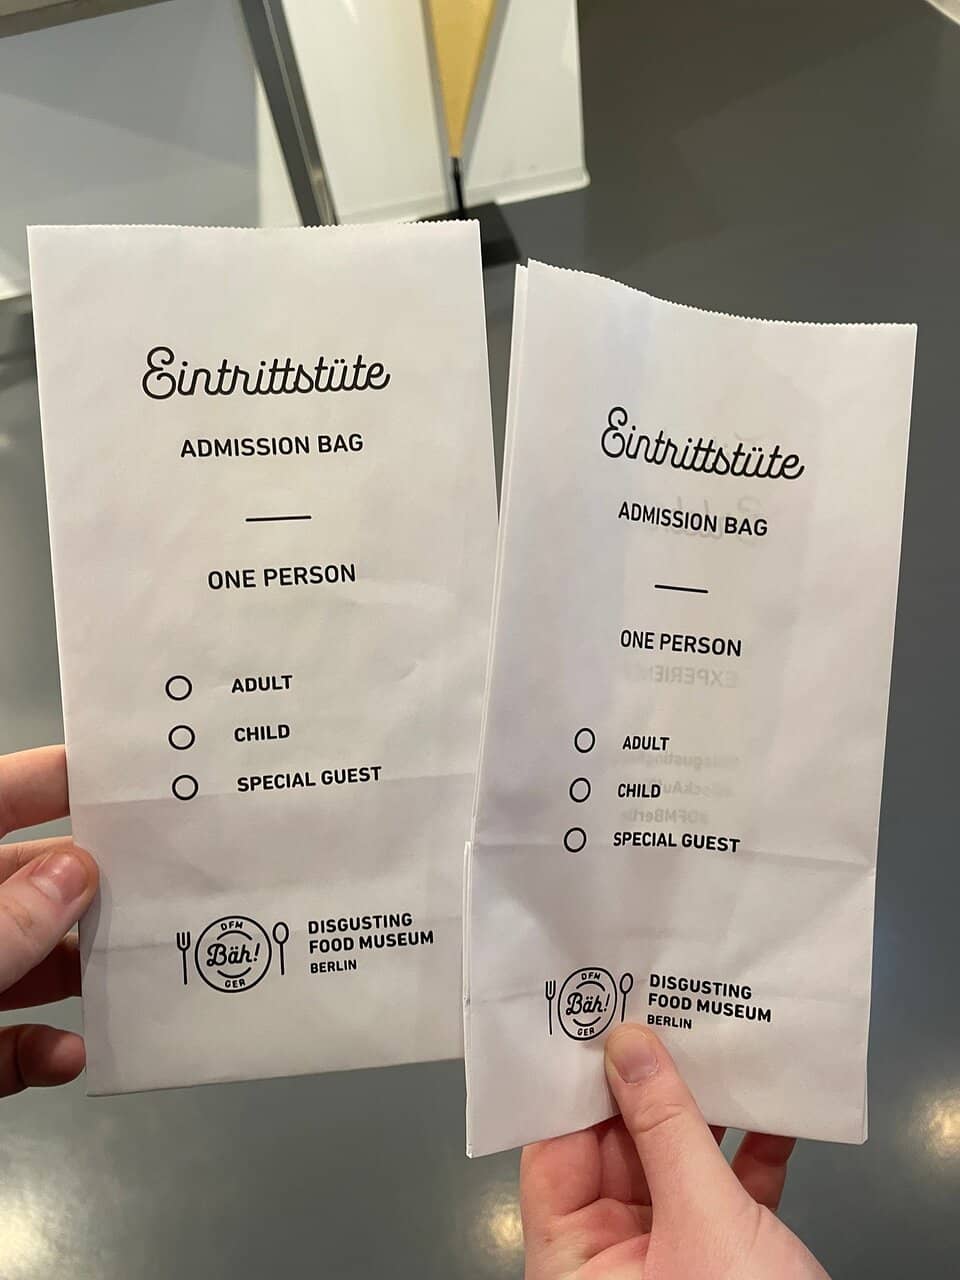 Eintrittstüte
ADMISSION BAG
ONE PERSON
ADULT
CHILD
SPECIAL GUEST
DFM
Bäh!
GER
DISGUSTING
FOOD MUSEUM
BERLIN
Eintrittstüte
ADMISSION BAG
ONE PERSON
ADULT
CHILD
SPECIAL GUEST
DFM
Bäh!
GER
DISGUSTING
FOOD MUSEUM
BERLIN